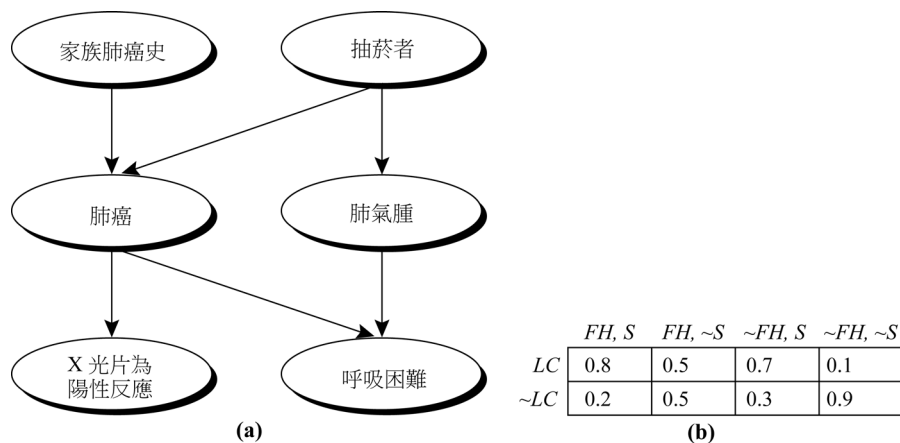 家族肺癌史
抽菸者
肺癌
肺氣腫
X 光片為
陽性反應
呼吸困難
(a)
FH, S FH, ~S ~FH, S ~FH, ~S
LC 0.8 0.5 0.7 0.1
~LC 0.2 0.5 0.3 0.9
(b)